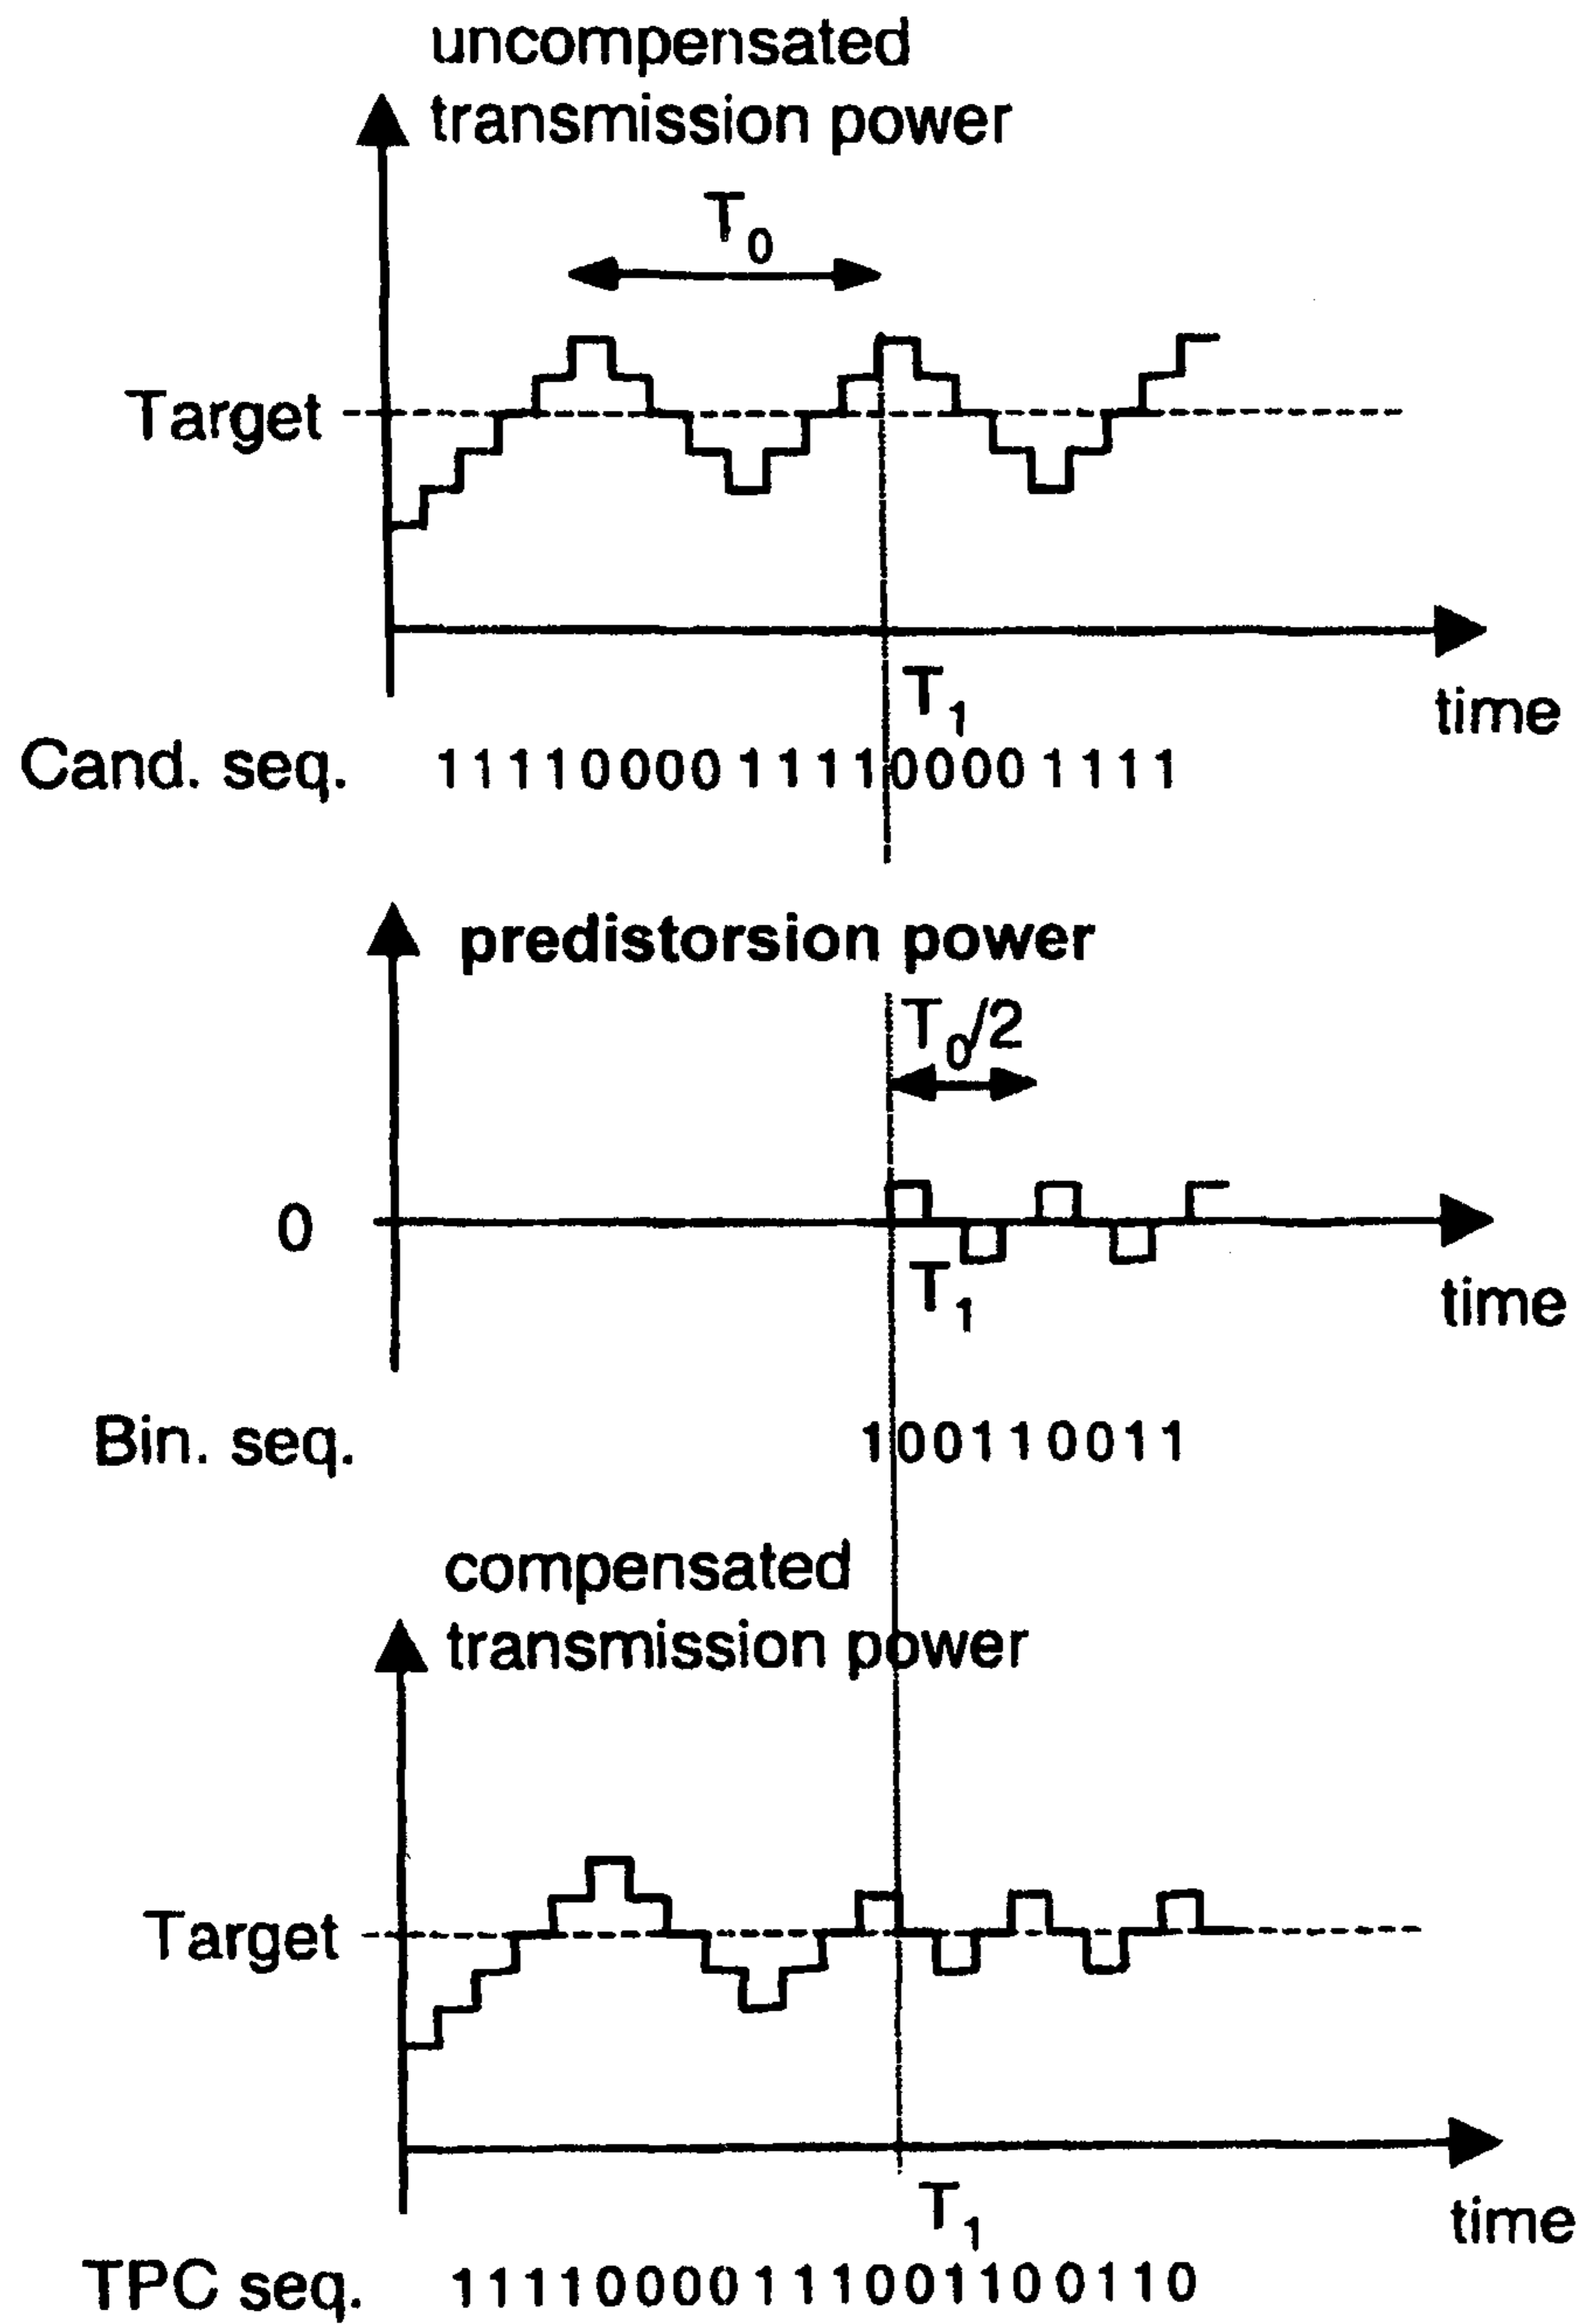 uncompensated
transmission power
T0
Target
T1
time
Cand. seq. 11110000111100001111
predistorsion power
T0/2
0
T1
time
Bin. seq. 100110011
compensated
transmission power
Target
T1
time
TPC seq. 11110000111001100110